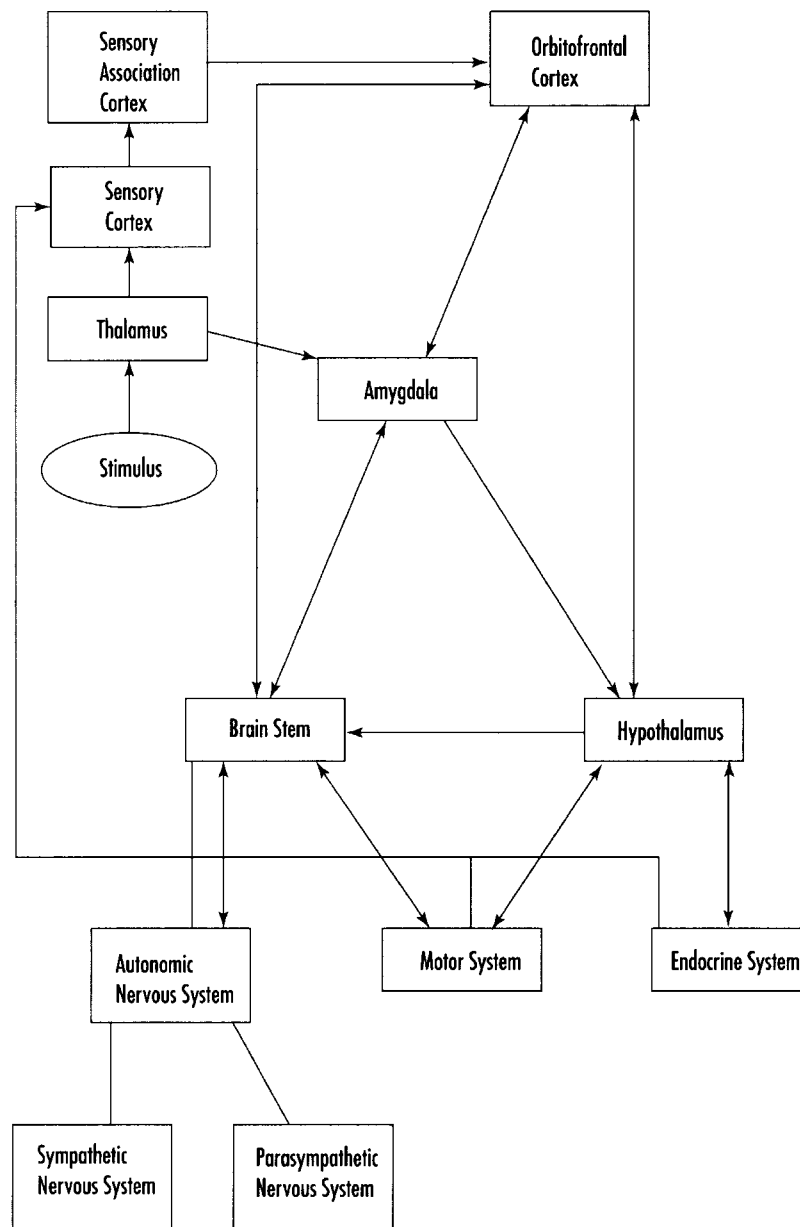 Sensory
Association
Cortex
Orbitofrontal
Cortex
Sensory
Cortex
Thalamus
Amygdala
Stimulus
Brain Stem
Hypothalamus
Autonomic
Nervous System
Motor System
Endocrine System
Sympathetic
Nervous System
Parasympathetic
Nervous System